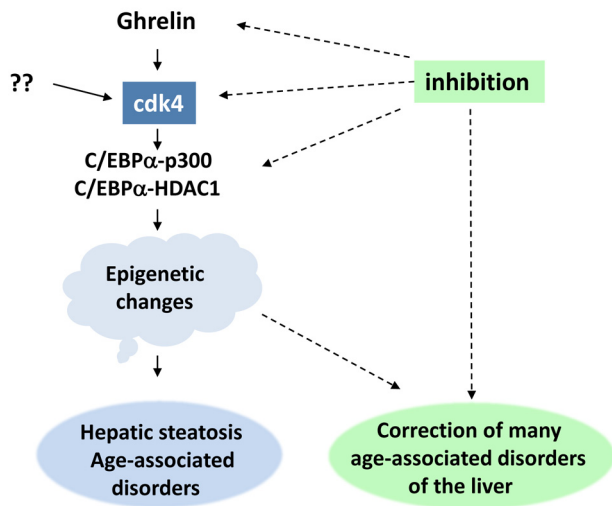 Ghrelin
??
cdk4
inhibition
C/EBPα-p300
C/EBPα-HDAC1
Epigenetic
changes
Hepatic steatosis
Age-associated
disorders
Correction of many
age-associated disorders
of the liver